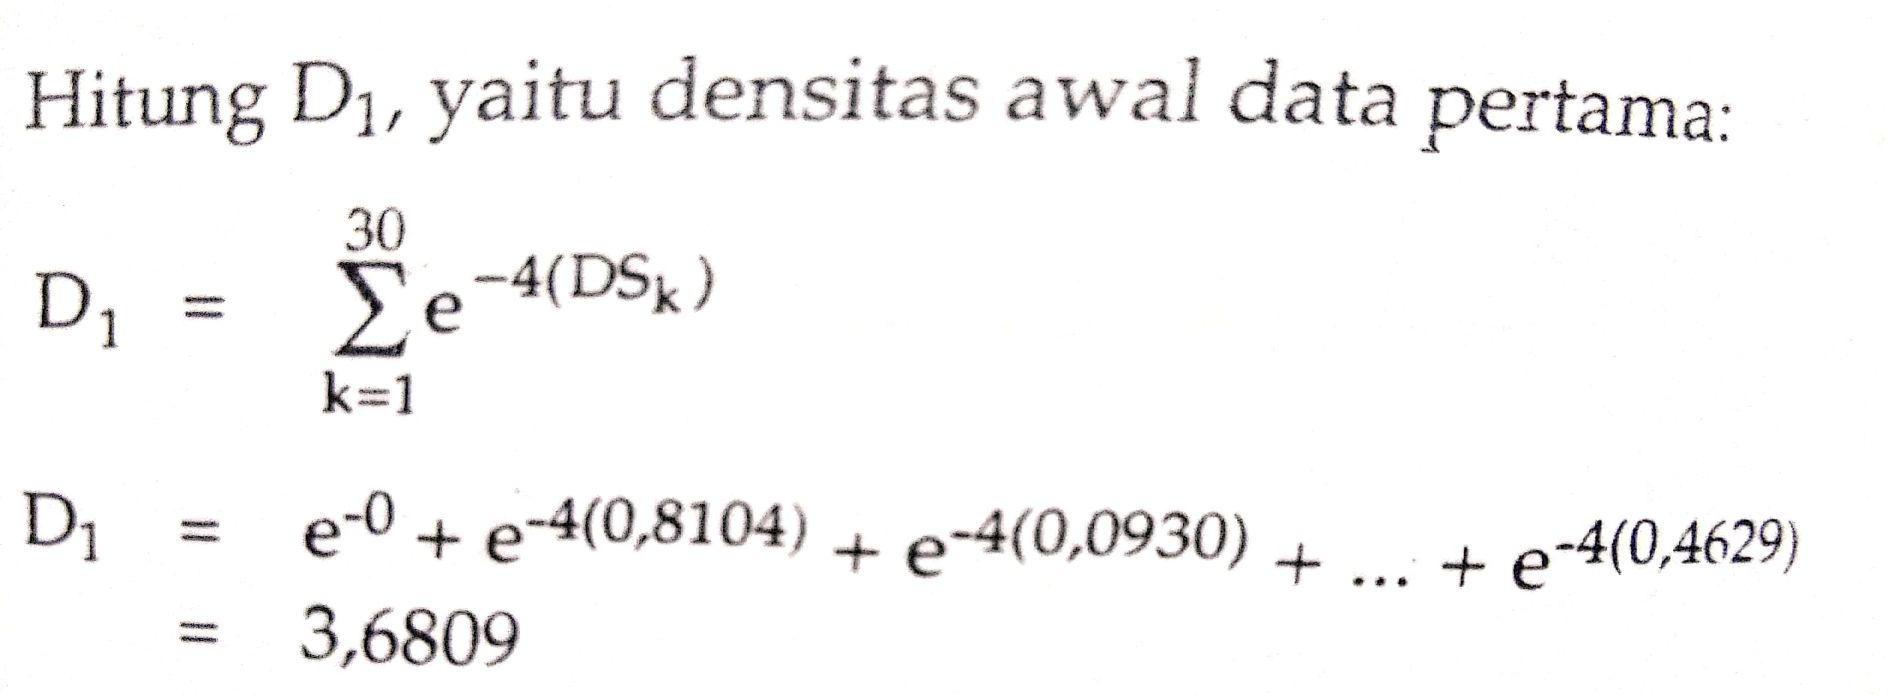 Hitung D₁, yaitu densitas awal data pertama:
D₁ = ∑_{k=1}^{30} e^{-4(DS_k)}
D₁ = e^{-0} + e^{-4(0,8104)} + e^{-4(0,0930)} + ... + e^{-4(0,4629)}
= 3,6809